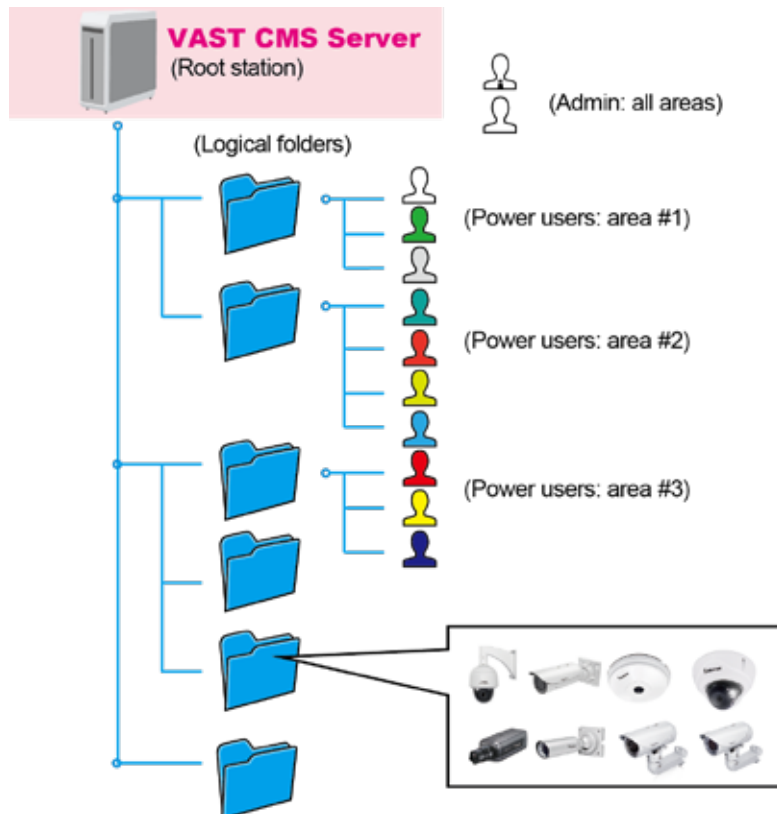 VAST CMS Server
(Root station)
(Admin: all areas)
(Logical folders)
(Power users: area #1)
(Power users: area #2)
(Power users: area #3)